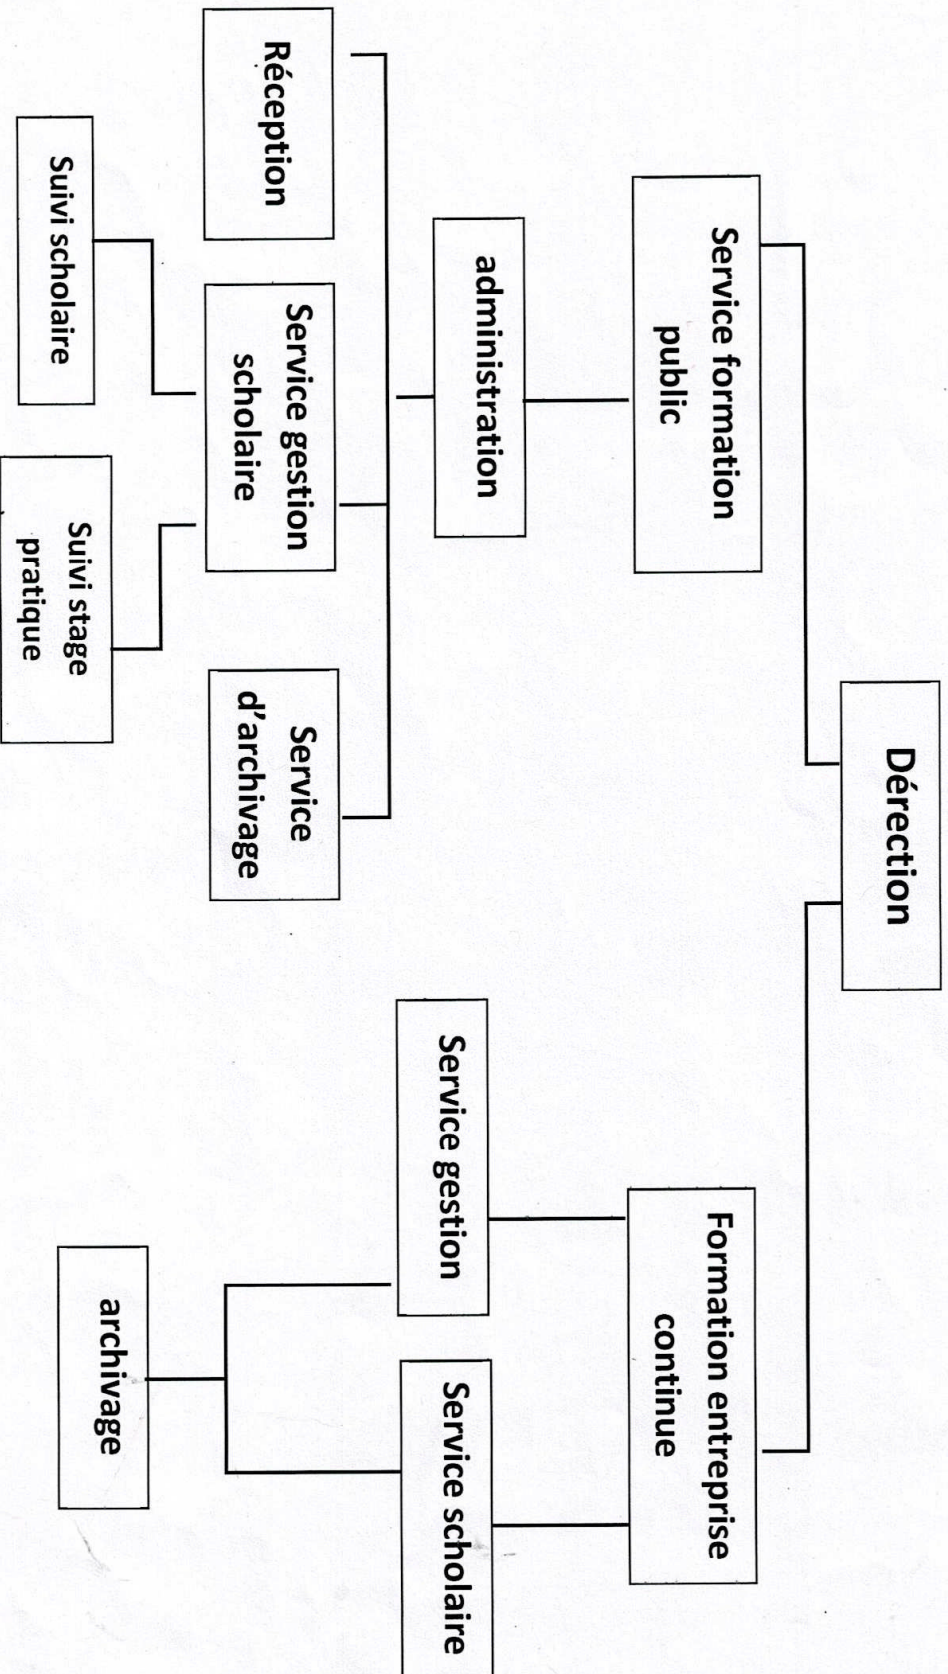 Dérection
Service formation
public
Formation entreprise
continue
administration
Service gestion
Service scholaire
Réception
Service gestion
scholaire
Service
d'archivage
archivage
Suivi scholaire
Suivi stage
pratique